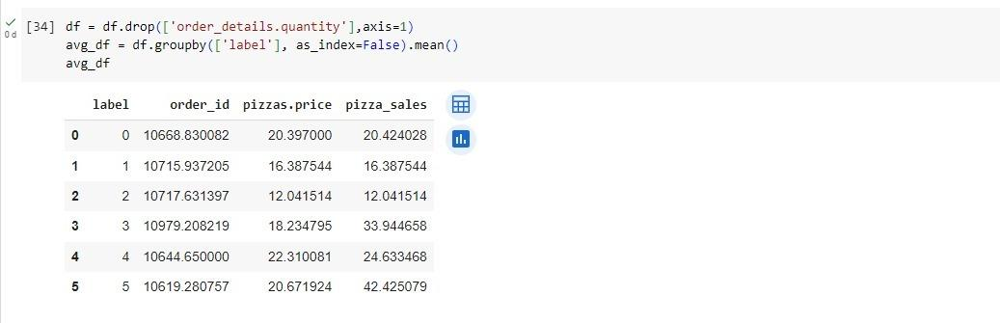 [34] df = df.drop(['order_details.quantity'],axis=1)
0d avg_df = df.groupby(['label'], as_index=False).mean()
avg_df
label order_id pizzas.price pizza_sales
0 0 10668.830082 20.397000 20.424028
1 1 10715.937205 16.387544 16.387544
2 2 10717.631397 12.041514 12.041514
3 3 10979.208219 18.234795 33.944658
4 4 10644.650000 22.310081 24.633468
5 5 10619.280757 20.671924 42.425079